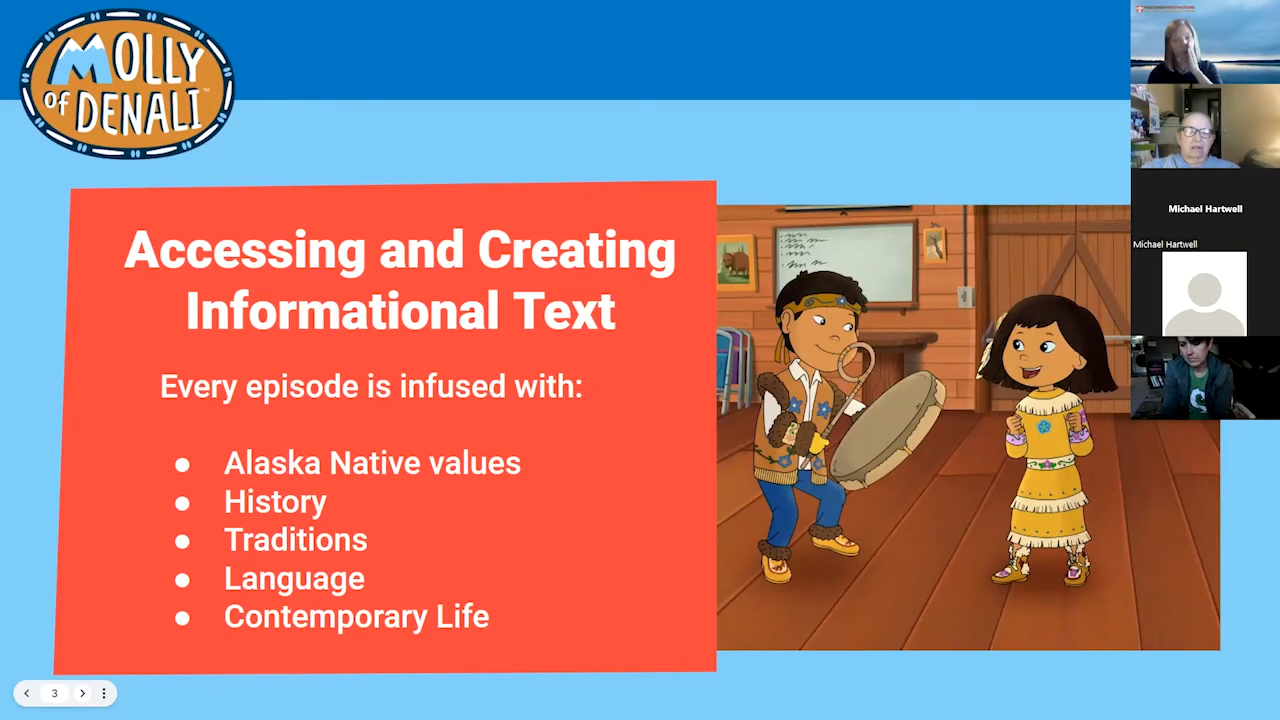 MOLLY
OF DENALI™
Accessing and Creating
Informational Text
Every episode is infused with:
● Alaska Native values
● History
● Traditions
● Language
● Contemporary Life
Michael Hartwell
Michael Hartwell
3